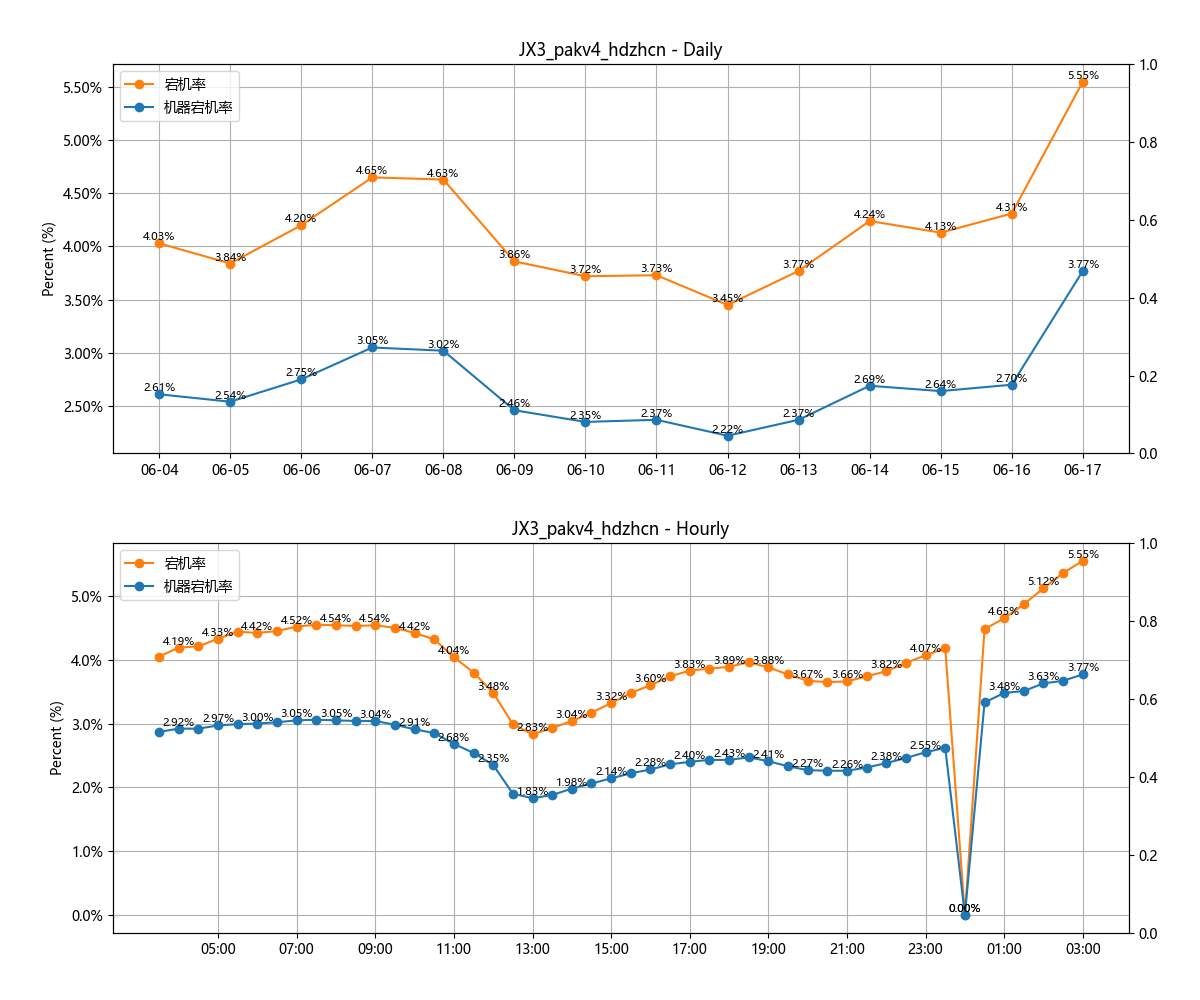 JX3_pakv4_hdzhcn - Daily
宕机率
机器宕机率
Percent (%)
5.50%
5.00%
4.50%
4.00%
3.50%
3.00%
2.50%
1.0
0.8
0.6
0.4
0.2
0.0
4.03% 3.84% 4.20% 4.65% 4.63% 3.86% 3.72% 3.73% 3.45% 3.77% 4.24% 4.13% 4.31% 5.55%
2.61% 2.54% 2.75% 3.05% 3.02% 2.46% 2.35% 2.37% 2.22% 2.37% 2.69% 2.64% 2.70% 3.77%
06-04 06-05 06-06 06-07 06-08 06-09 06-10 06-11 06-12 06-13 06-14 06-15 06-16 06-17
JX3_pakv4_hdzhcn - Hourly
宕机率
机器宕机率
Percent (%)
5.0%
4.0%
3.0%
2.0%
1.0%
0.0%
1.0
0.8
0.6
0.4
0.2
0.0
4.19% 4.33% 4.42% 4.52% 4.54% 4.54% 4.42% 4.04% 3.48% 2.83% 3.04% 3.32% 3.60% 3.83% 3.89% 3.88% 3.67% 3.66% 3.82% 4.07% 0.00% 4.65% 5.12% 5.55%
2.92% 2.97% 3.00% 3.05% 3.05% 3.04% 2.91% 2.68% 2.35% 1.83% 1.98% 2.14% 2.28% 2.40% 2.43% 2.41% 2.27% 2.26% 2.38% 2.55% 0.00% 3.48% 3.63% 3.77%
05:00 07:00 09:00 11:00 13:00 15:00 17:00 19:00 21:00 23:00 01:00 03:00